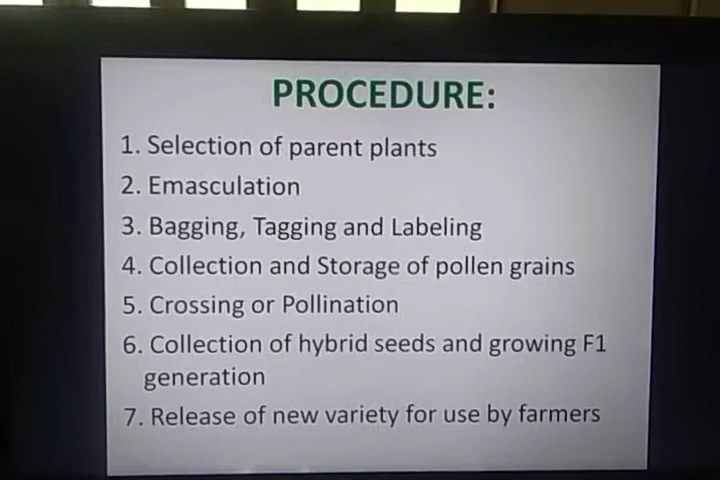 PROCEDURE:
1. Selection of parent plants
2. Emasculation
3. Bagging, Tagging and Labeling
4. Collection and Storage of pollen grains
5. Crossing or Pollination
6. Collection of hybrid seeds and growing F1
generation
7. Release of new variety for use by farmers